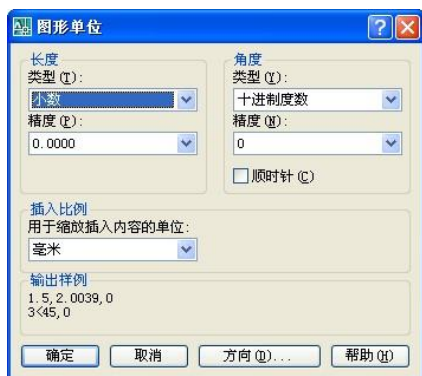 图形单位
长度
类型(T):
小数
精度(P):
0.0000
角度
类型(Y):
十进制度数
精度(N):
0
顺时针(C)
插入比例
用于缩放插入内容的单位:
毫米
输出样例
1.5,2.0039,0
3<45,0
确定 取消 方向(D)... 帮助(H)